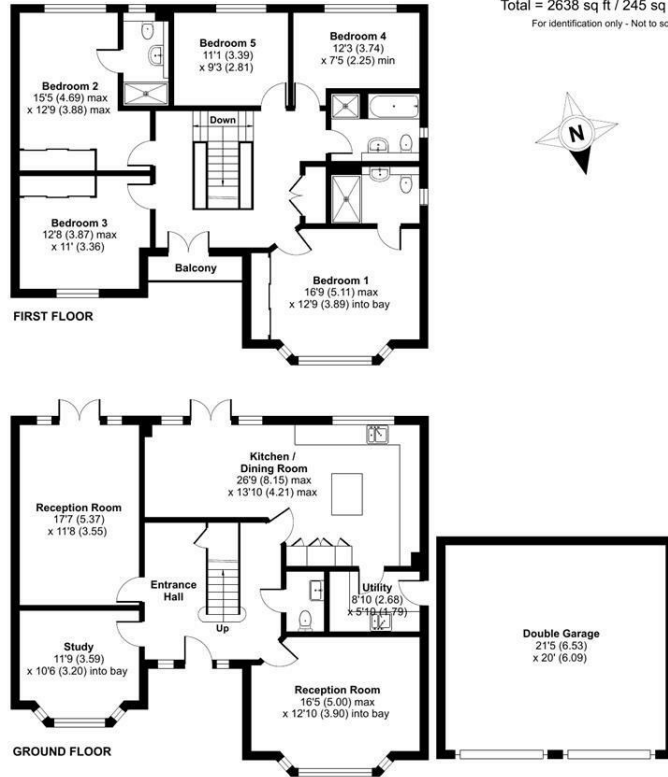 Total = 2638 sq ft / 245 sq
For identification only - Not to sc
N
Bedroom 2
15'5 (4.69) max
x 12'9 (3.88) max
Bedroom 5
11'1 (3.39)
x 9'3 (2.81)
Bedroom 4
12'3 (3.74)
x 7'5 (2.25) min
Down
Bedroom 3
12'8 (3.87) max
x 11' (3.36)
Balcony
Bedroom 1
16'9 (5.11) max
x 12'9 (3.89) into bay
FIRST FLOOR
Reception Room
17'7 (5.37)
x 11'8 (3.55)
Kitchen /
Dining Room
26'9 (8.15) max
x 13'10 (4.21) max
Entrance
Hall
Up
Utility
8'10 (2.68)
x 5'10 (1.79)
Study
11'9 (3.59)
x 10'6 (3.20) into bay
Reception Room
16'5 (5.00) max
x 12'10 (3.90) into bay
Double Garage
21'5 (6.53)
x 20' (6.09)
GROUND FLOOR